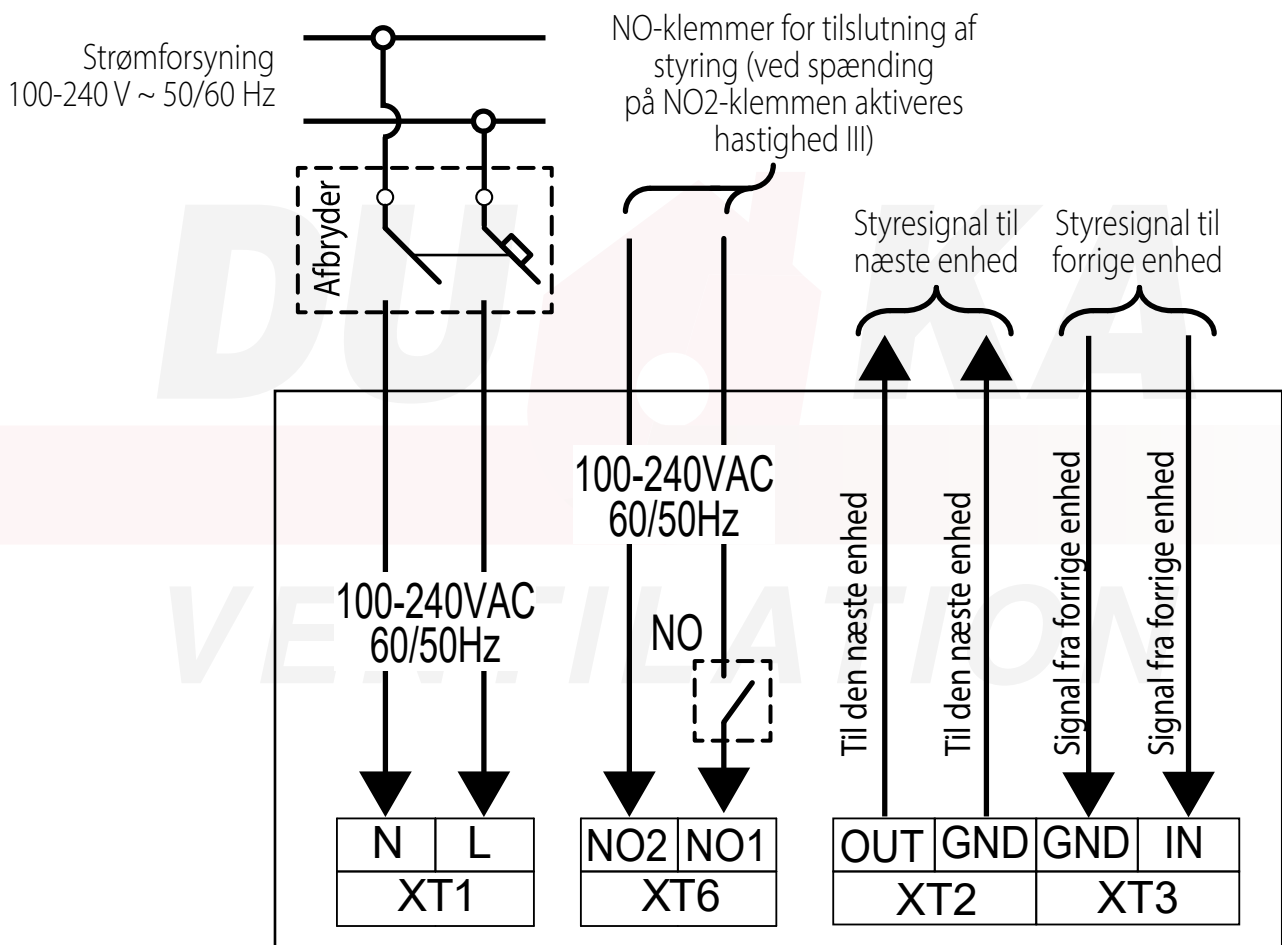 Strømforsyning
100-240 V ~ 50/60 Hz
NO-klemmer for tilslutning af
styring (ved spænding
på NO2-klemmen aktiveres
hastighed III)
Afbryder
Styresignal til
næste enhed
Styresignal til
forrige enhed
DUKA
VENTILATION
100-240VAC
60/50Hz
100-240VAC
60/50Hz
NO
Til den næste enhed
Til den næste enhed
Signal fra forrige enhed
Signal fra forrige enhed
N L
XT1
NO2 NO1
XT6
OUT GND GND IN
XT2 XT3